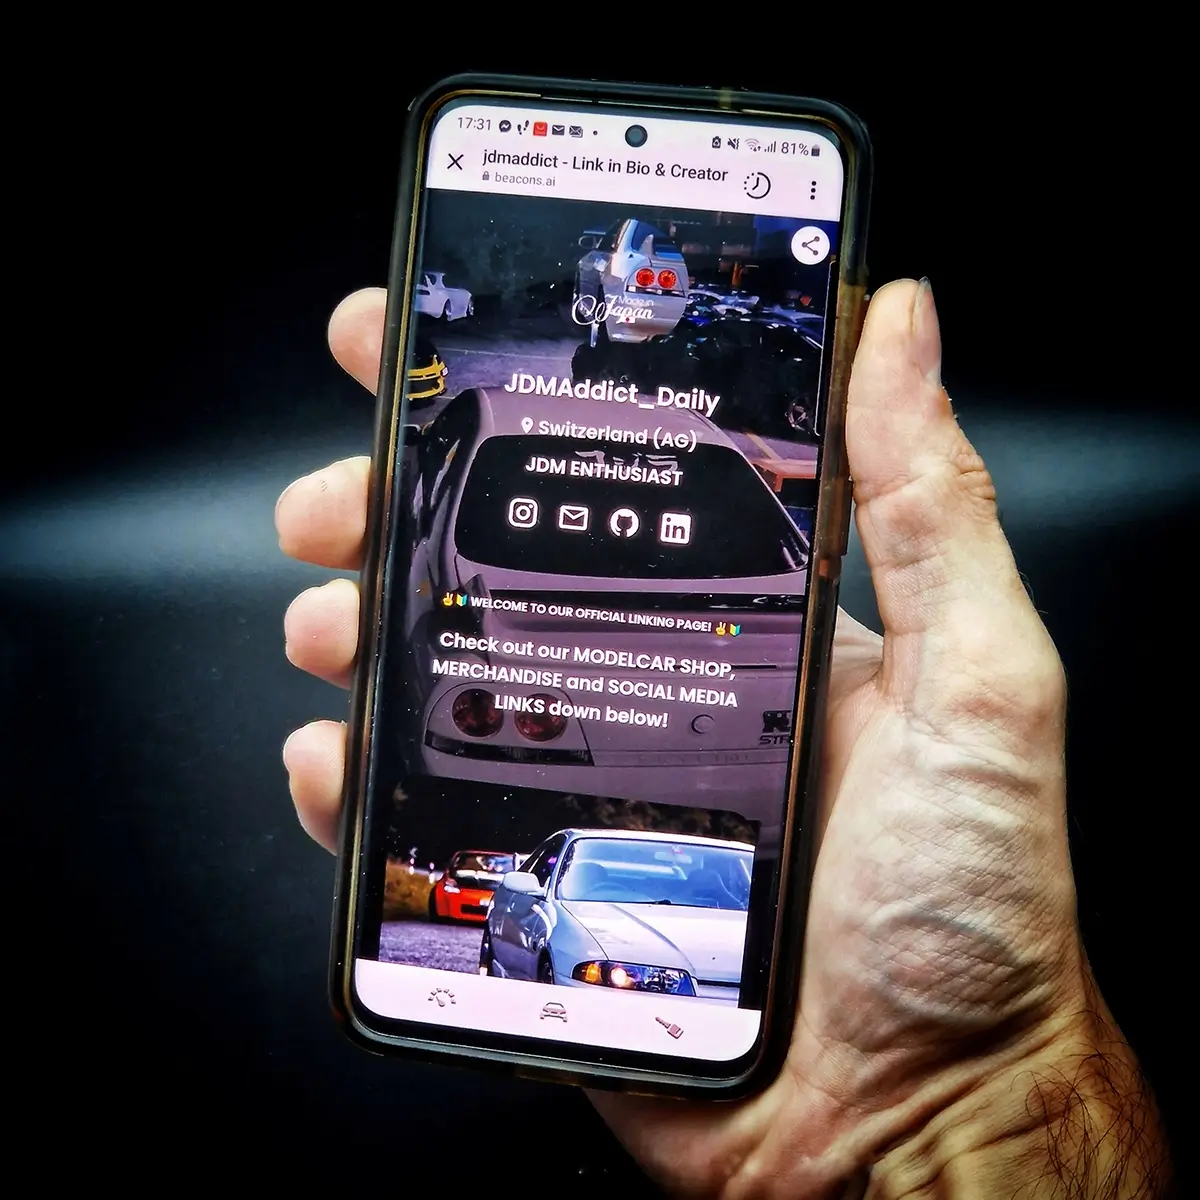 17:31
81%
jdmaddict - Link in Bio & Creator
beacons.ai
Made in
Japan
JDMAddict_Daily
Switzerland (AG)
JDM ENTHUSIAST
in
✌🔰 WELCOME TO OUR OFFICIAL LINKING PAGE! ✌🔰
Check out our MODELCAR SHOP,
MERCHANDISE and SOCIAL MEDIA
LINKS down below!